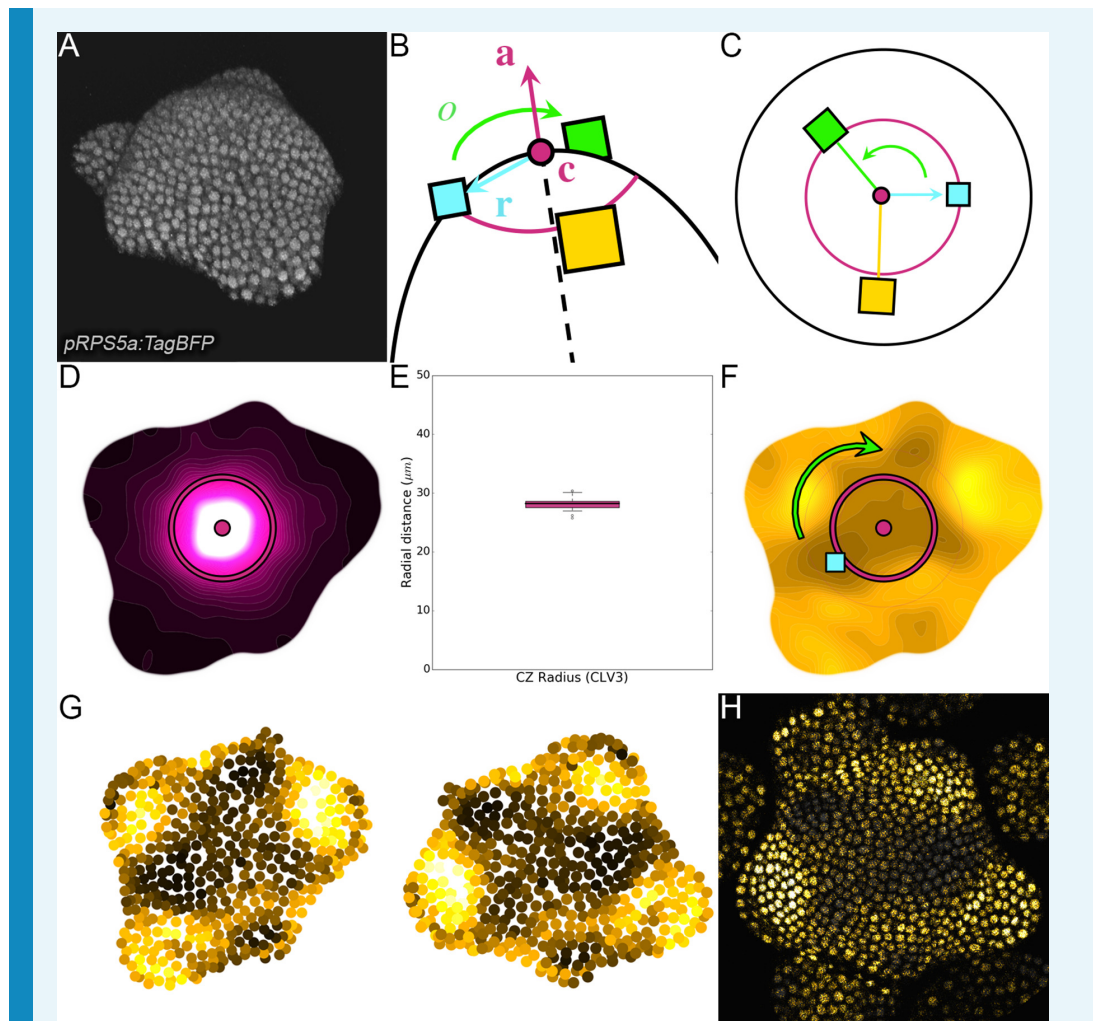 A
pRPS5a:TagBFP
B
a
o
c
r
C
D
E
50
40
30
20
10
0
Radial distance (μm)
CZ Radius (CLV3)
F
G
H